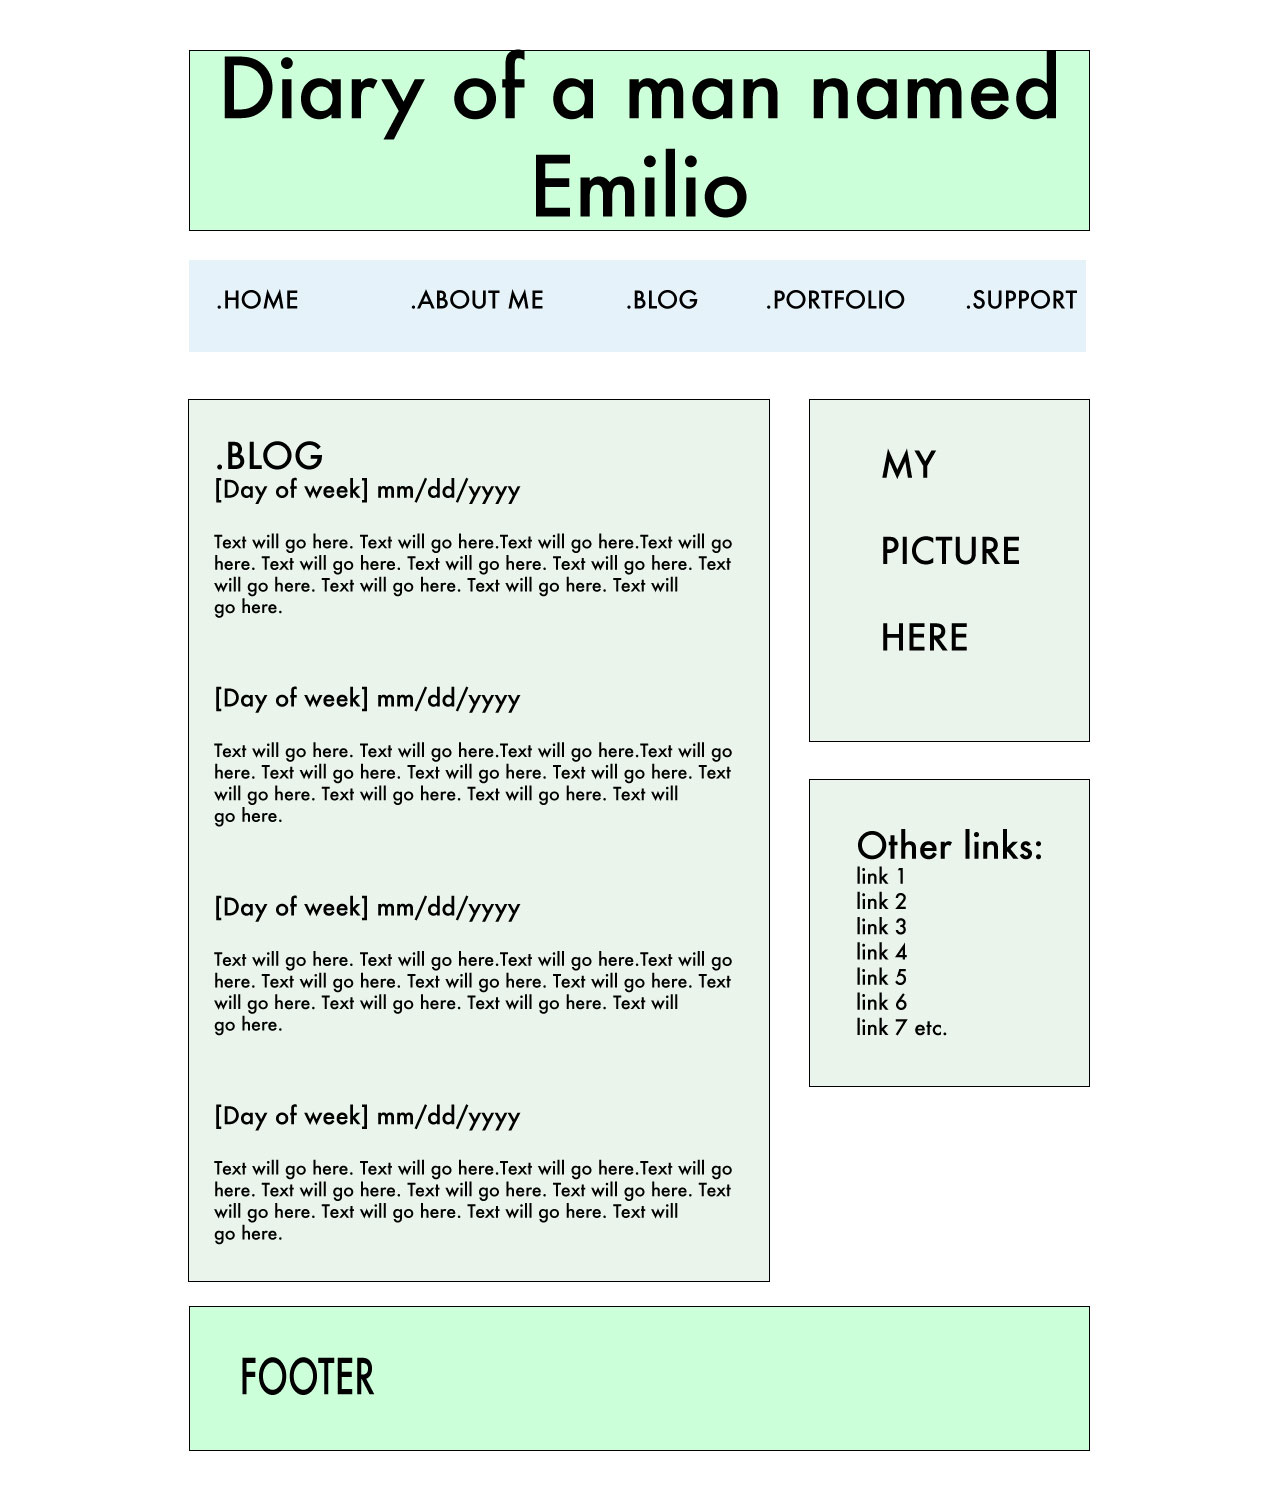 Diary of a man named
Emilio
.HOME .ABOUT ME .BLOG .PORTFOLIO .SUPPORT
.BLOG
[Day of week] mm/dd/yyyy
Text will go here. Text will go here.Text will go here.Text will go
here. Text will go here. Text will go here. Text will go here. Text
will go here. Text will go here. Text will go here. Text will
go here.
[Day of week] mm/dd/yyyy
Text will go here. Text will go here.Text will go here.Text will go
here. Text will go here. Text will go here. Text will go here. Text
will go here. Text will go here. Text will go here. Text will
go here.
[Day of week] mm/dd/yyyy
Text will go here. Text will go here.Text will go here.Text will go
here. Text will go here. Text will go here. Text will go here. Text
will go here. Text will go here. Text will go here. Text will
go here.
[Day of week] mm/dd/yyyy
Text will go here. Text will go here.Text will go here.Text will go
here. Text will go here. Text will go here. Text will go here. Text
will go here. Text will go here. Text will go here. Text will
go here.
MY
PICTURE
HERE
Other links:
link 1
link 2
link 3
link 4
link 5
link 6
link 7 etc.
FOOTER